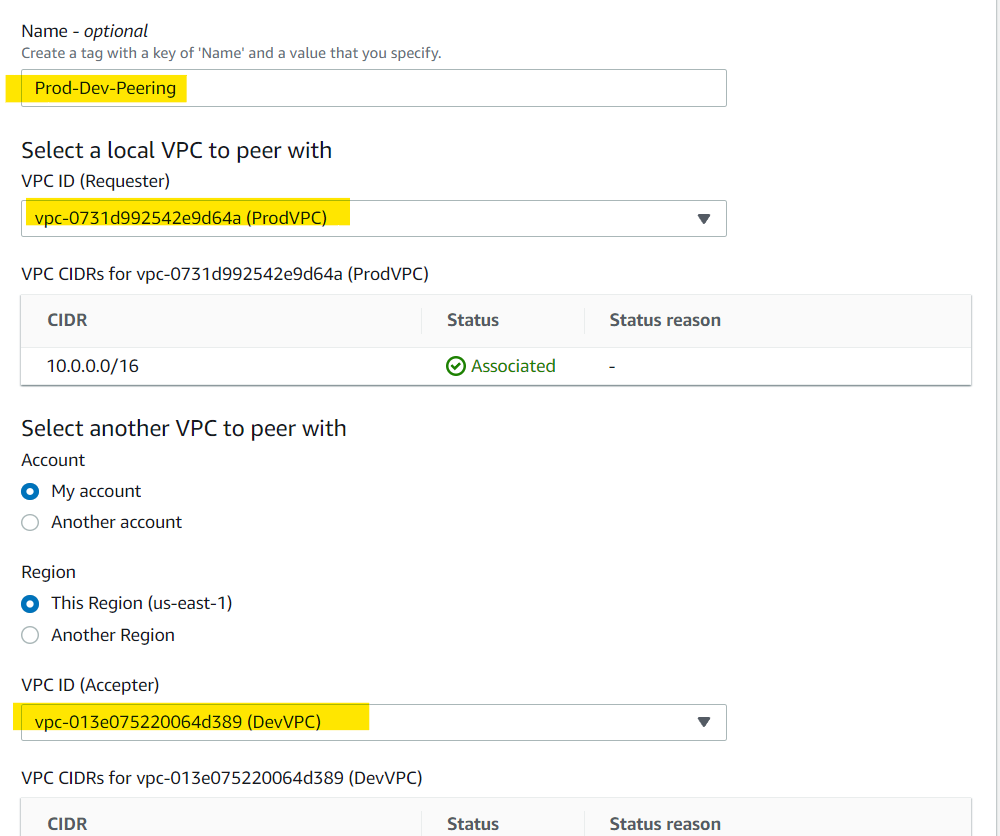 Name - optional
Create a tag with a key of 'Name' and a value that you specify.
Prod-Dev-Peering
Select a local VPC to peer with
VPC ID (Requester)
vpc-0731d992542e9d64a (ProdVPC)
VPC CIDRs for vpc-0731d992542e9d64a (ProdVPC)
CIDR Status Status reason
10.0.0.0/16 Associated -
Select another VPC to peer with
Account
My account
Another account
Region
This Region (us-east-1)
Another Region
VPC ID (Accepter)
vpc-013e075220064d389 (DevVPC)
VPC CIDRs for vpc-013e075220064d389 (DevVPC)
CIDR Status Status reason